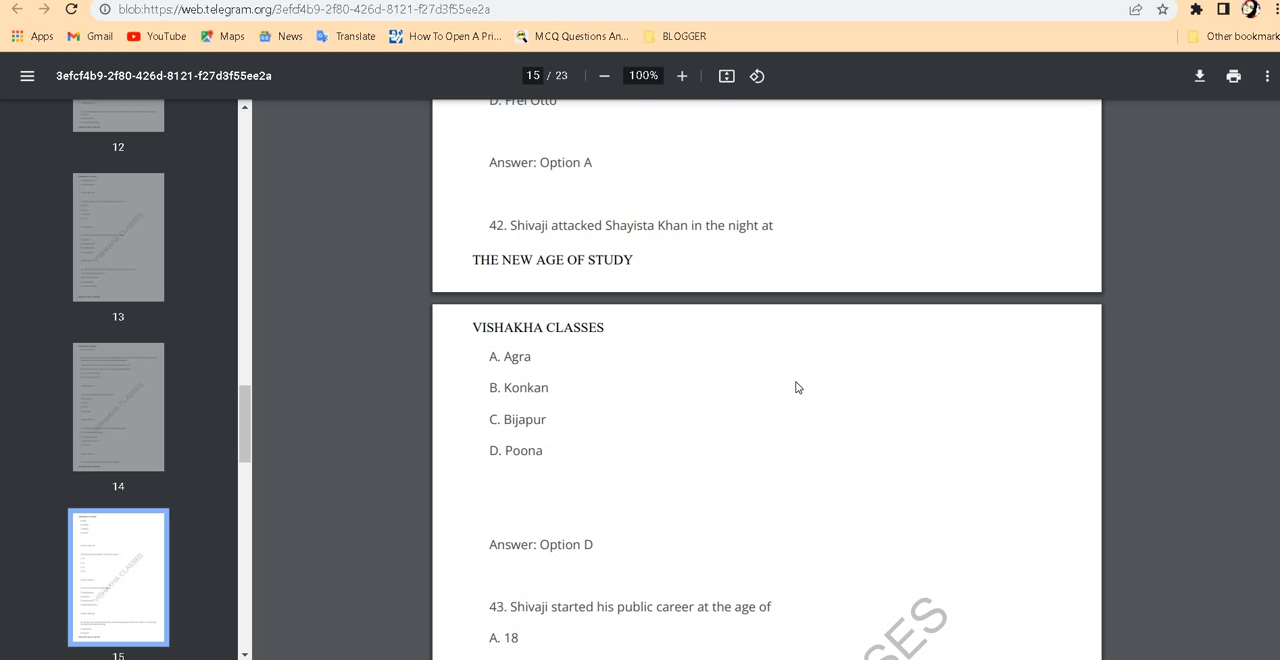 blob:https://web.telegram.org/3efcf4b9-2f80-426d-8121-f27d3f55ee2a
Apps Gmail YouTube Maps News Translate How To Open A Pri... MCQ Questions An... BLOGGER Other bookmark
3efcf4b9-2f80-426d-8121-f27d3f55ee2a 15 / 23 100%
D. Frei Otto
12
Answer: Option A
42. Shivaji attacked Shayista Khan in the night at
THE NEW AGE OF STUDY
13
VISHAKHA CLASSES
A. Agra
B. Konkan
C. Bijapur
D. Poona
14
Answer: Option D
43. Shivaji started his public career at the age of
A. 18
SES
15